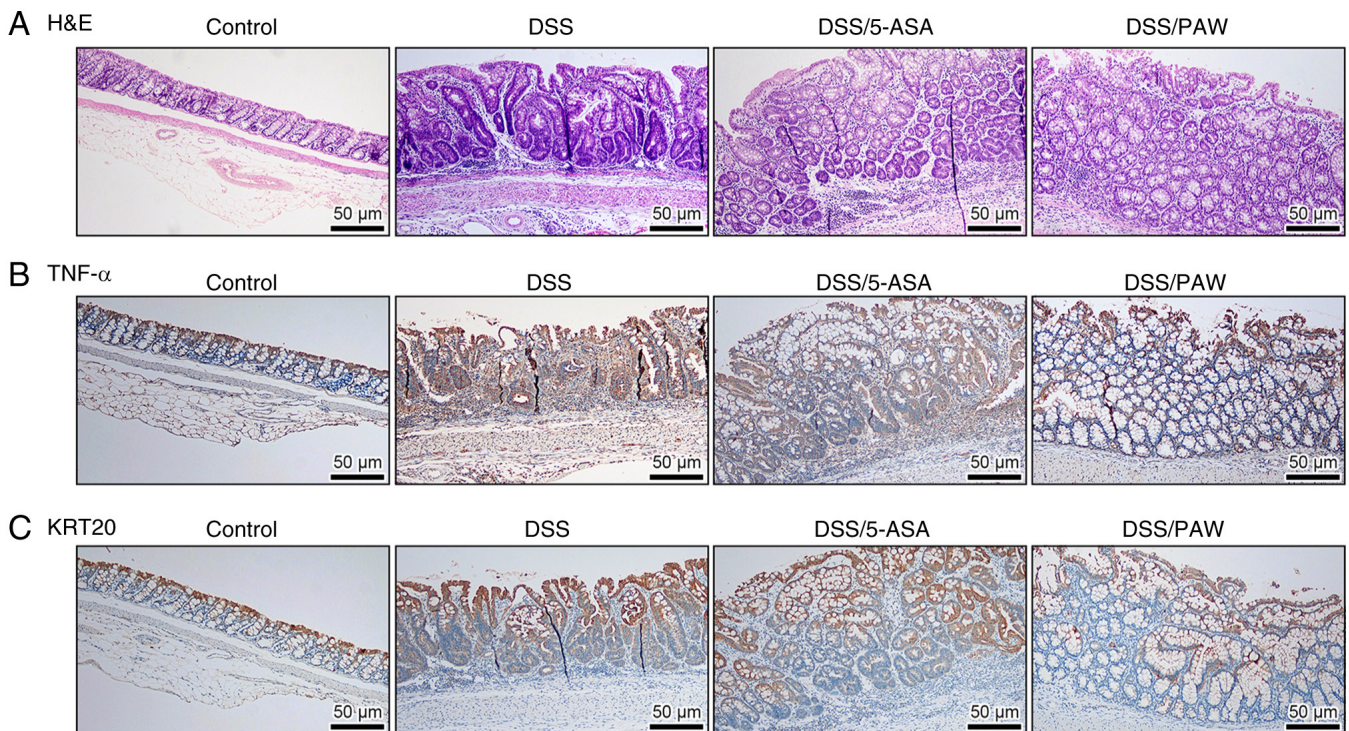 A H&E Control DSS DSS/5-ASA DSS/PAW
50 µm 50 µm 50 µm 50 µm
B TNF-α Control DSS DSS/5-ASA DSS/PAW
50 µm 50 µm 50 µm 50 µm
C KRT20 Control DSS DSS/5-ASA DSS/PAW
50 µm 50 µm 50 µm 50 µm